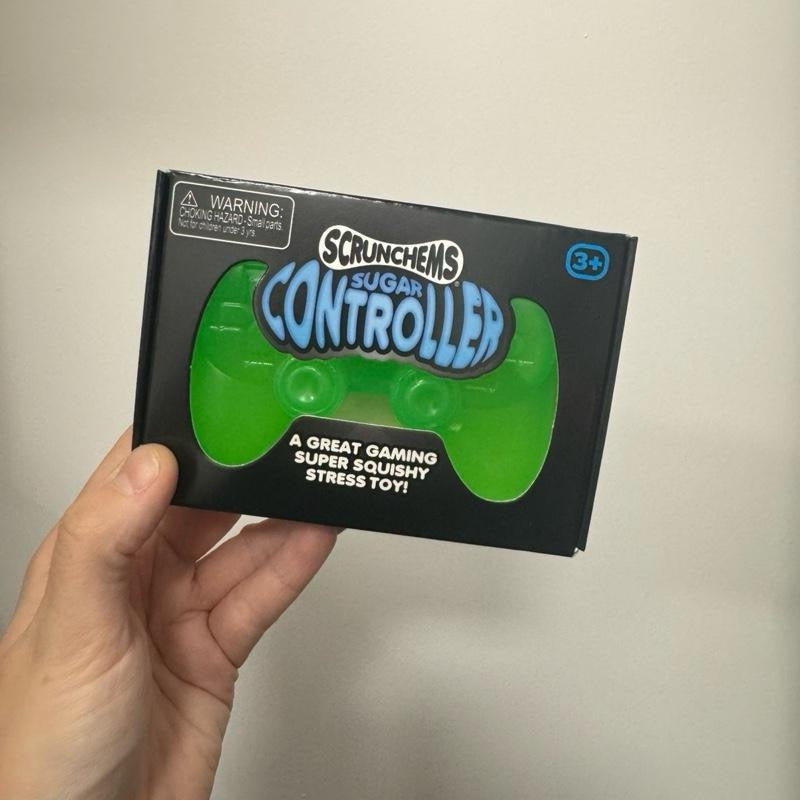 WARNING:
CHOKING HAZARD - Small parts.
Not for children under 3 yrs.
3+
SCRUNCHEMS
SUGAR
CONTROLLER
A GREAT GAMING
SUPER SQUISHY
STRESS TOY!